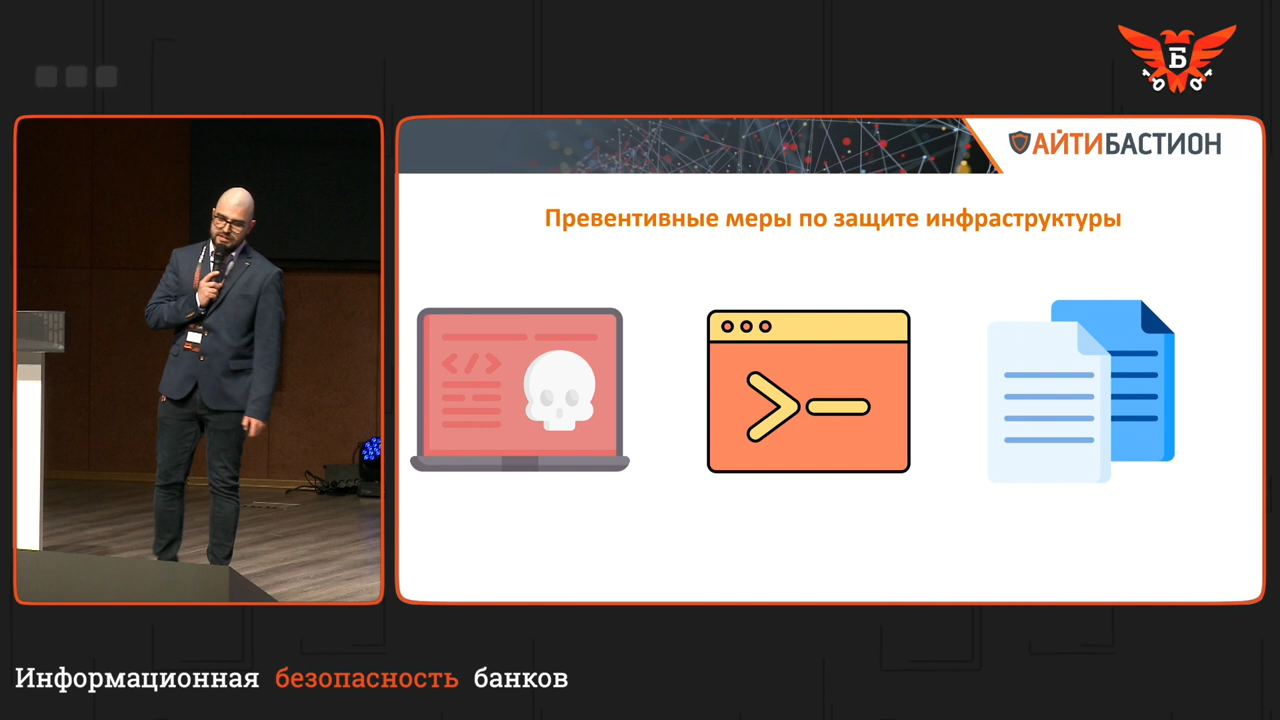 Б
АЙТИБАСТИОН
Превентивные меры по защите инфраструктуры
Информационная безопасность банков